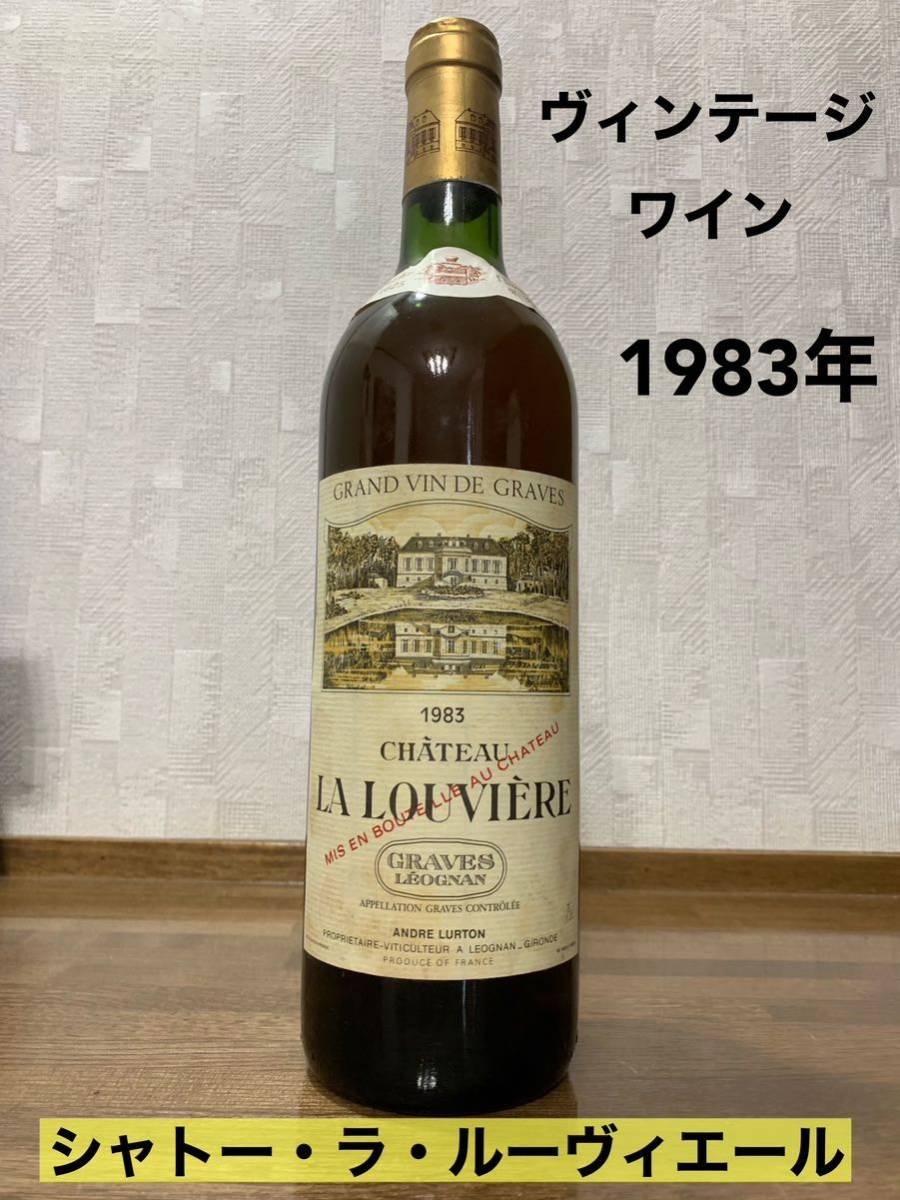 ヴィンテージ
ワイン
1983年
GRAND VIN DE GRAVES
1983
CHÂTEAU
LA LOUVIÈRE
MIS EN BOUTEILLE AU CHATEAU
GRAVES
LÉOGNAN
APPELLATION GRAVES CONTRÔLÉE
ANDRE LURTON
PROPRIETAIRE-VITICULTEUR A LEOGNAN-GIRONDE
PRODUCE OF FRANCE
シャトー・ラ・ルーヴィエール